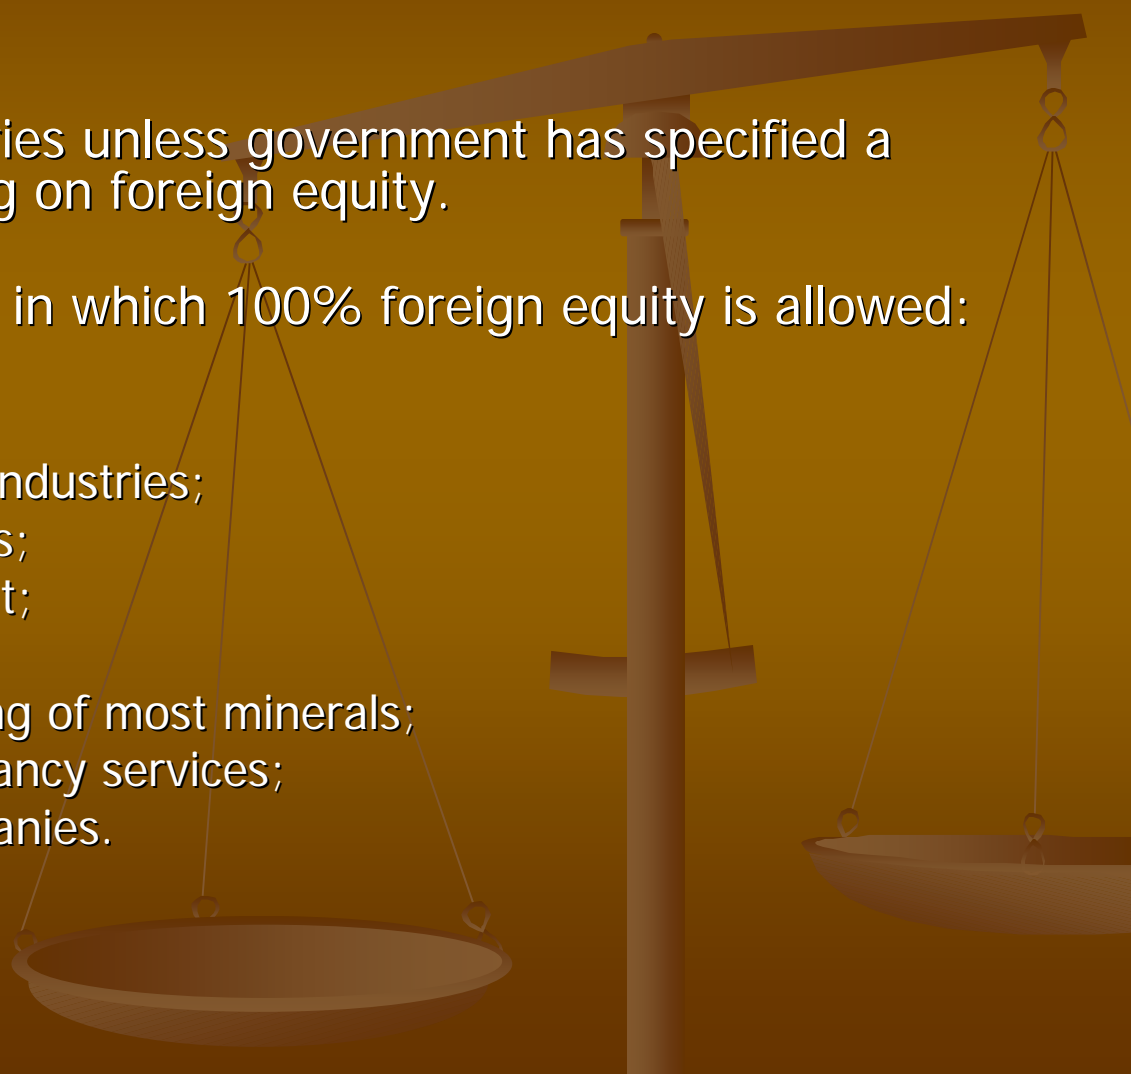 ies unless government has specified a
g on foreign equity.
in which 100% foreign equity is allowed:
ndustries;
s;
t;
ng of most minerals;
ancy services;
anies.